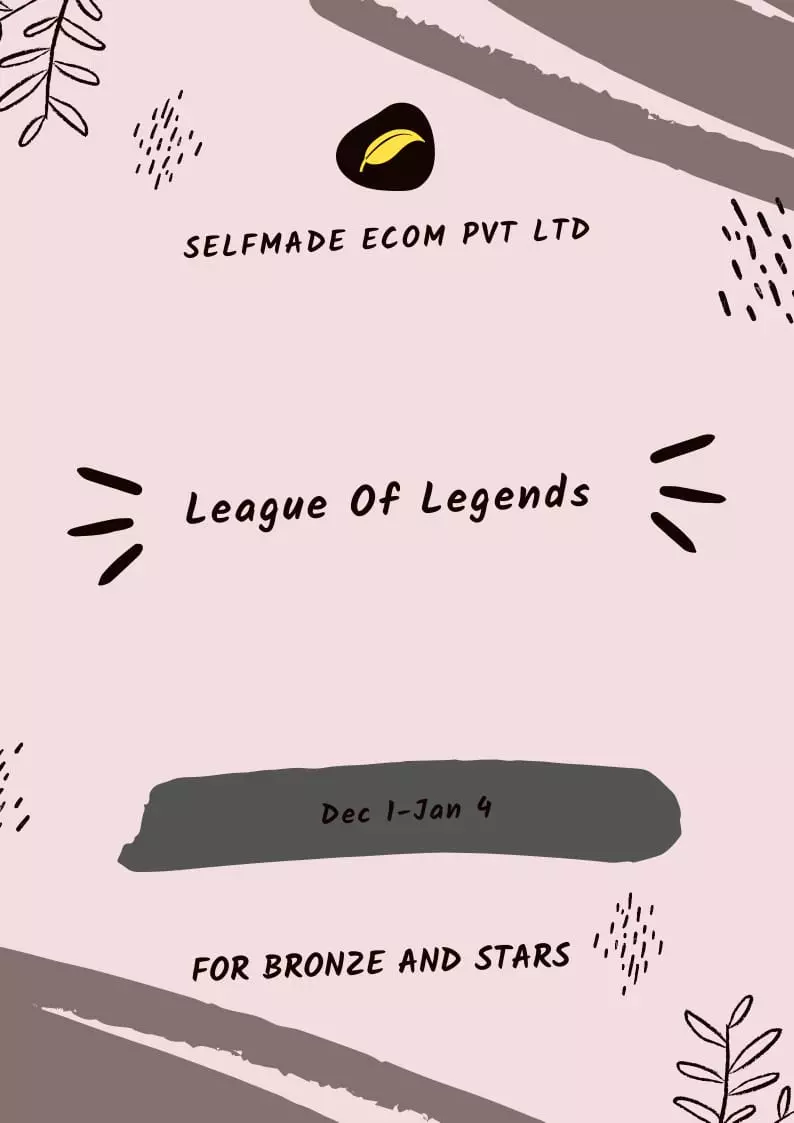 SELFMADE ECOM PVT LTD
League Of Legends
Dec 1-Jan 4
FOR BRONZE AND STARS